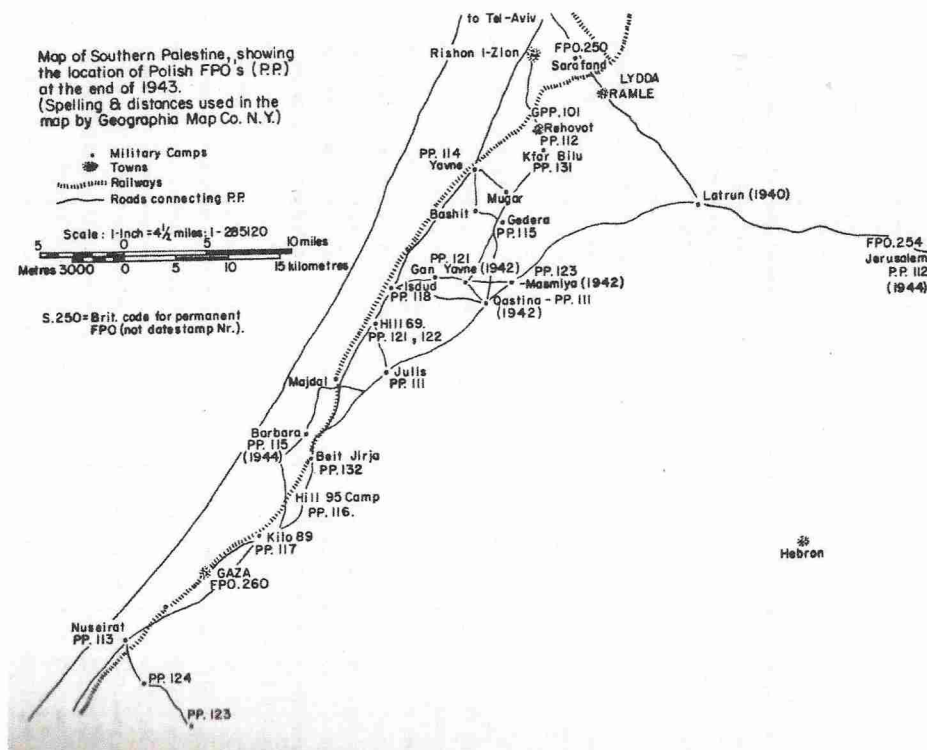 to Tel-Aviv
Map of Southern Palestine, showing
the location of Polish FPO's (P.P.)
at the end of 1943.
(Spelling & distances used in the
map by Geographia Map Co. N.Y.)
Military Camps
Towns
Railways
Roads connecting P.P.
Scale : 1-Inch = 4½ miles; 1 - 285120
5 0 5 10 miles
Metres 3000 0 5 10 15 kilometres
S.250 = Brit. code for permanent
FPO (not datestamp Nr.).
Rishon l-Zion
FPO.250
Sarafand
LYDDA
RAMLE
GPP.101
Rehovot
PP. 112
Kfar Bilu
PP. 131
PP. 114
Yavne
Mugar
Bashit
Gedera
PP. 115
Latrun (1940)
FPO.254
Jerusalem
P.P. 112
(1944)
PP. 121
Gan Yavne (1942)
PP. 123
-Masmiya (1942)
Isdud
PP. 118
Qastina - PP. 111
(1942)
Hill 69.
PP. 121 , 122
Julis
PP. 111
Majdal
Barbara
PP. 115
(1944)
Beit Jirja
PP. 132
Hill 95 Camp
PP. 116.
Kilo 89
PP. 117
Hebron
GAZA
FPO.260
Nuseirat
PP. 113
PP. 124
PP. 123